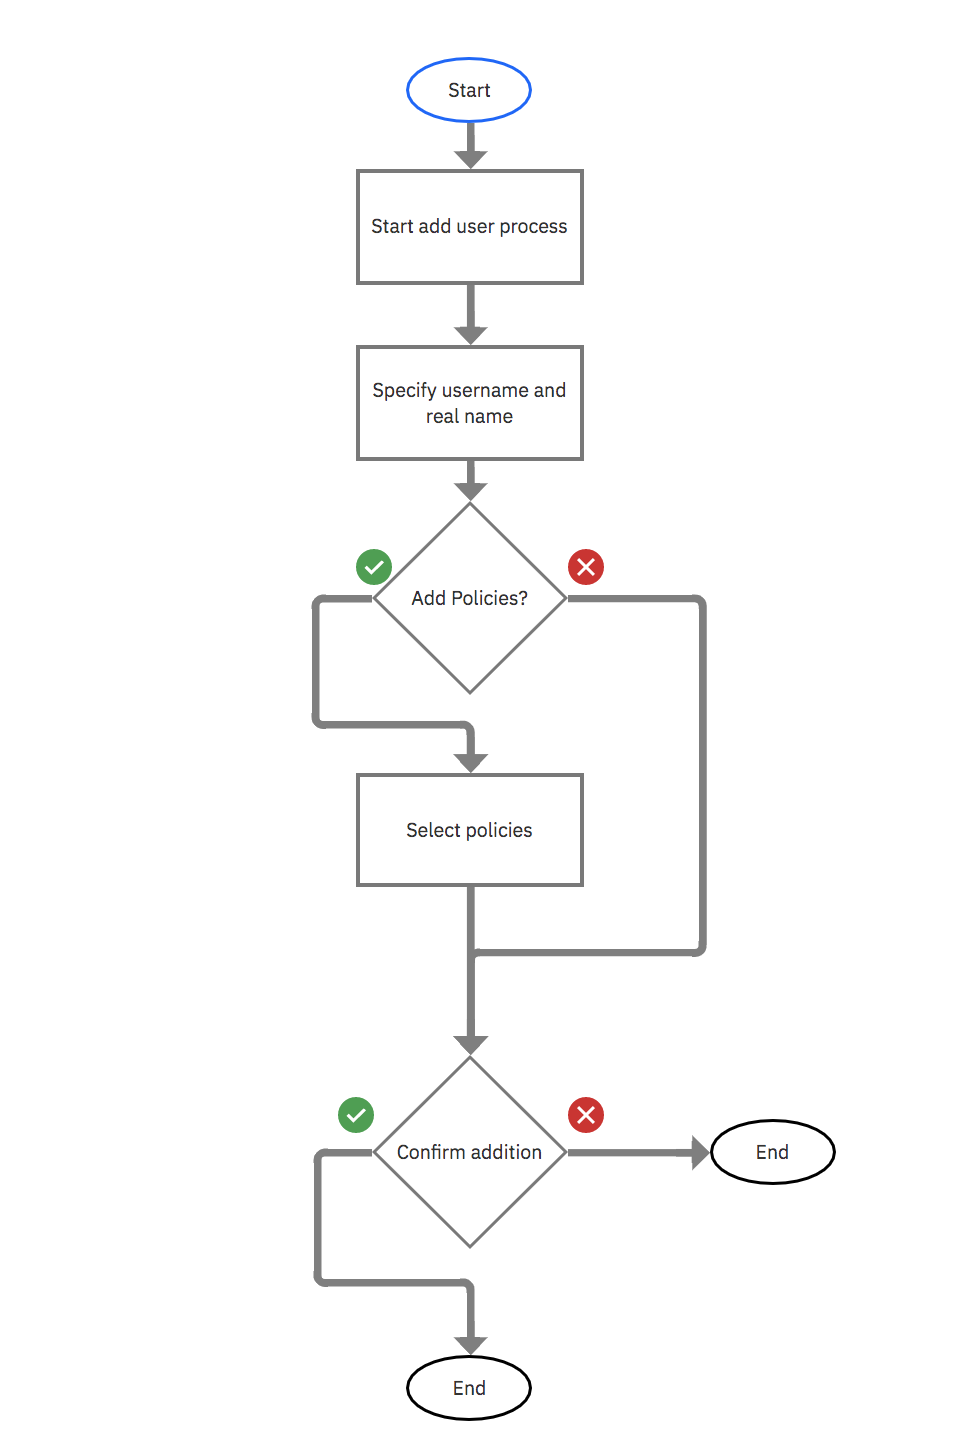 Start
Start add user process
Specify username and
real name
Add Policies?
Select policies
Confirm addition
End
End